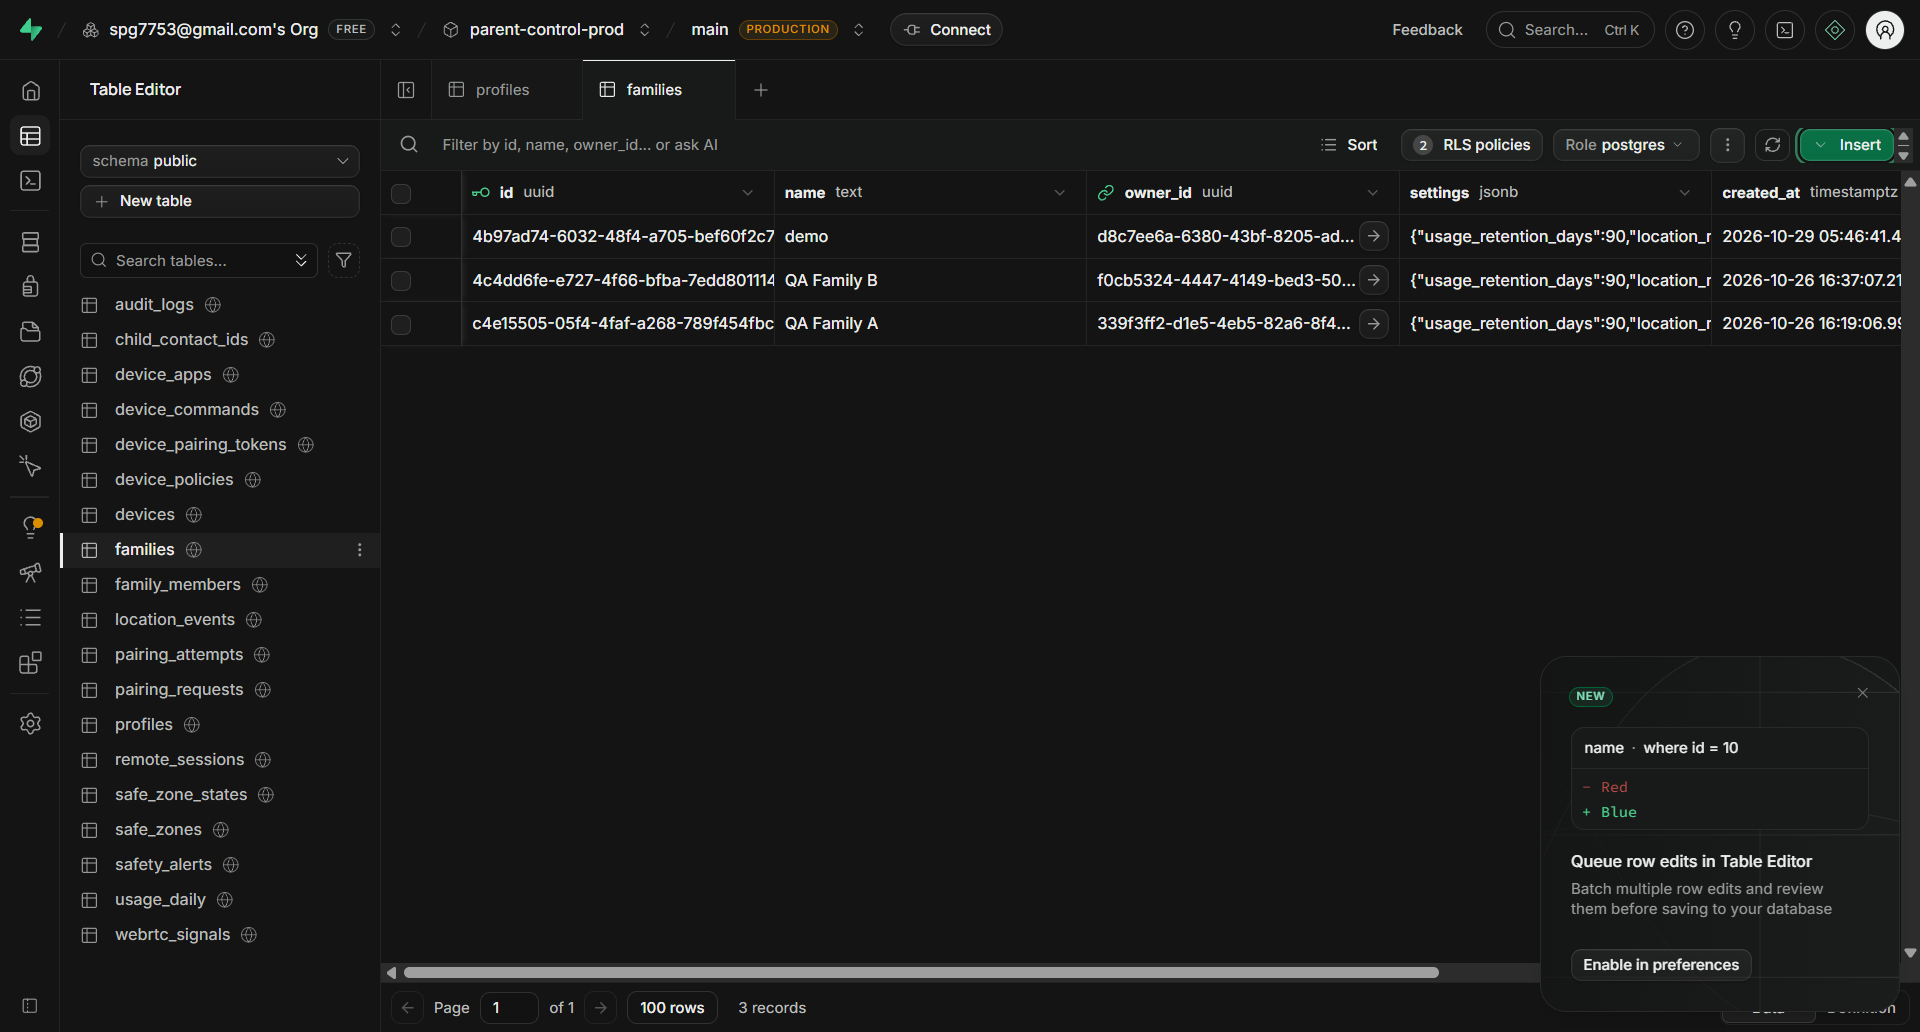 spg7753@gmail.com's Org FREE parent-control-prod main PRODUCTION Connect Feedback Search... Ctrl K
Table Editor
profiles families
schema public
New table
Search tables...
audit_logs
child_contact_ids
device_apps
device_commands
device_pairing_tokens
device_policies
devices
families
family_members
location_events
pairing_attempts
pairing_requests
profiles
remote_sessions
safe_zone_states
safe_zones
safety_alerts
usage_daily
webrtc_signals
Filter by id, name, owner_id... or ask AI Sort 2 RLS policies Role postgres Insert
id uuid name text owner_id uuid settings jsonb created_at timestamptz
4b97ad74-6032-48f4-a705-bef60f2c7 demo d8c7ee6a-6380-43bf-8205-ad... {"usage_retention_days":90,"location_r 2026-10-29 05:46:41.4
4c4dd6fe-e727-4f66-bfba-7edd801114 QA Family B f0cb5324-4447-4149-bed3-50... {"usage_retention_days":90,"location_r 2026-10-26 16:37:07.21
c4e15505-05f4-4faf-a268-789f454fbc QA Family A 339f3ff2-d1e5-4eb5-82a6-8f4... {"usage_retention_days":90,"location_r 2026-10-26 16:19:06.99
NEW
name · where id = 10
- Red
+ Blue
Queue row edits in Table Editor
Batch multiple row edits and review
them before saving to your database
Enable in preferences
Page 1 of 1 100 rows 3 records